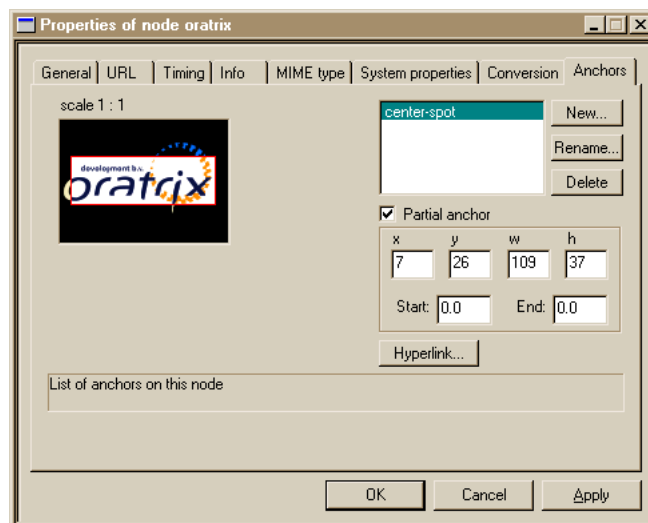 Properties of node oratrix
General URL Timing Info MIME type System properties Conversion Anchors
scale 1 : 1
development b.v.
oratrix
center-spot
New...
Rename...
Delete
Partial anchor
x y w h
7 26 109 37
Start: 0.0 End: 0.0
Hyperlink...
List of anchors on this node
OK Cancel Apply